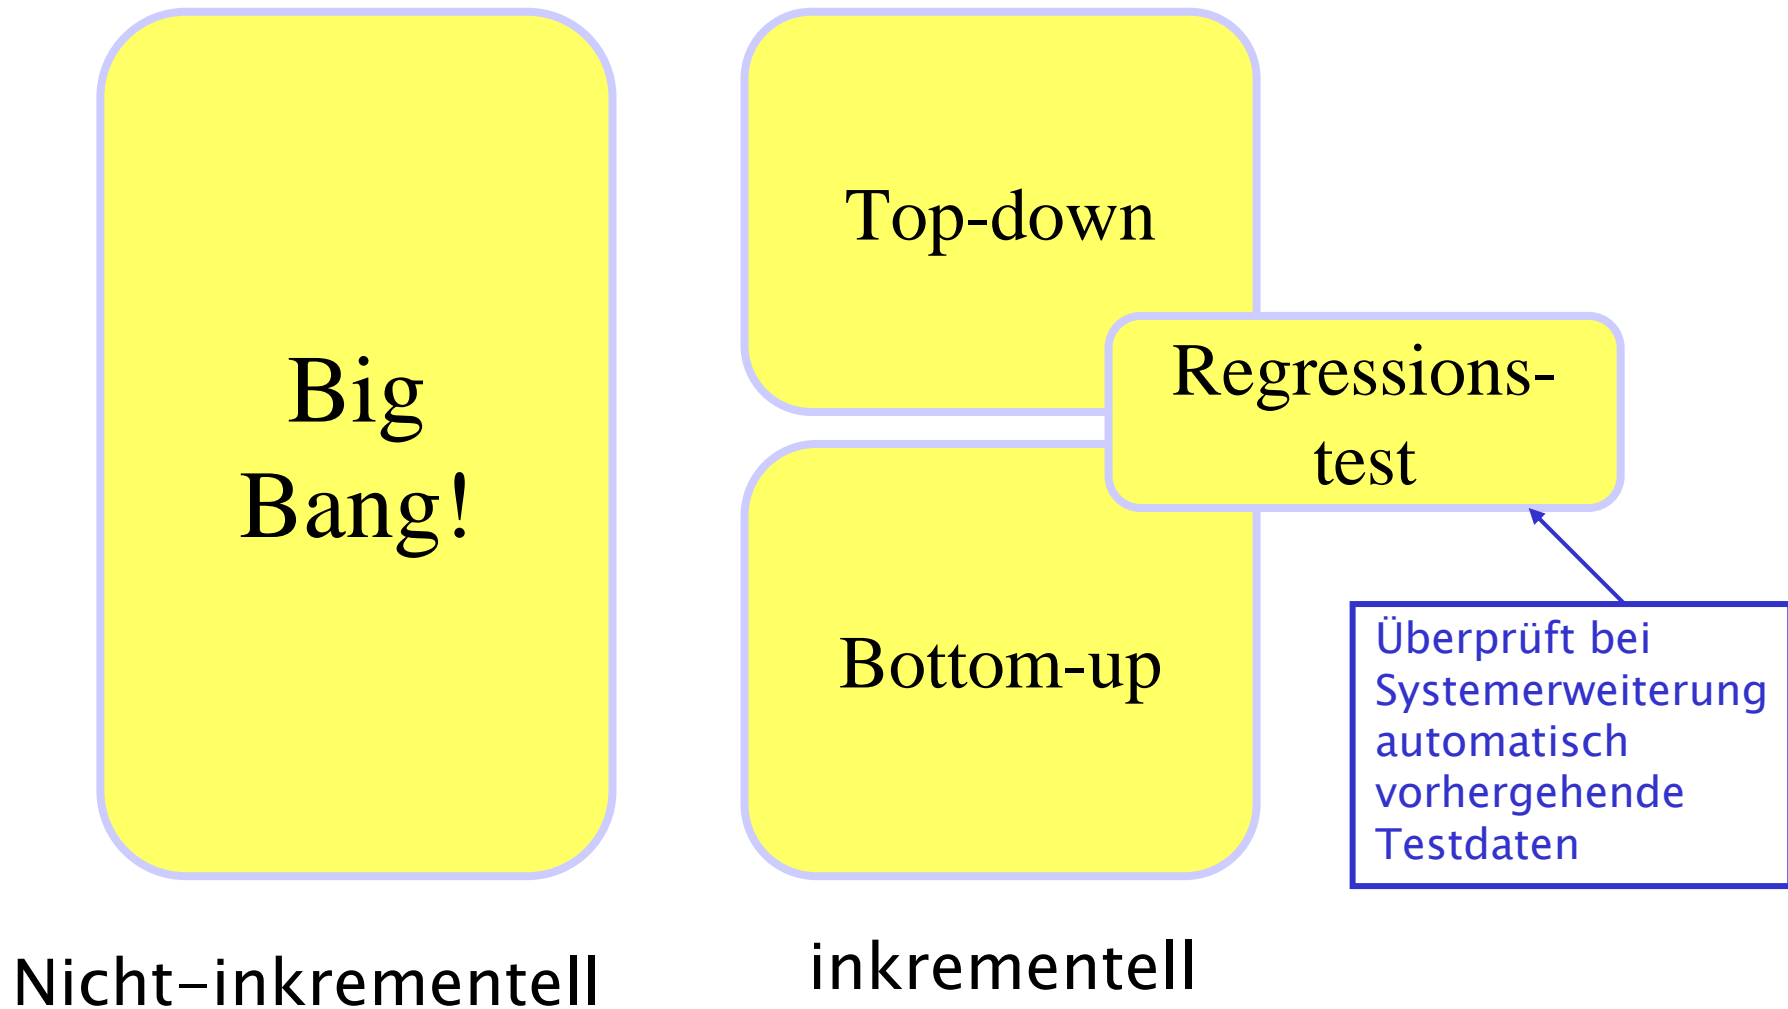 Big
Bang!
Top-down
Regressions-
test
Bottom-up
Überprüft bei
Systemerweiterung
automatisch
vorhergehende
Testdaten
Nicht-inkrementell
inkrementell